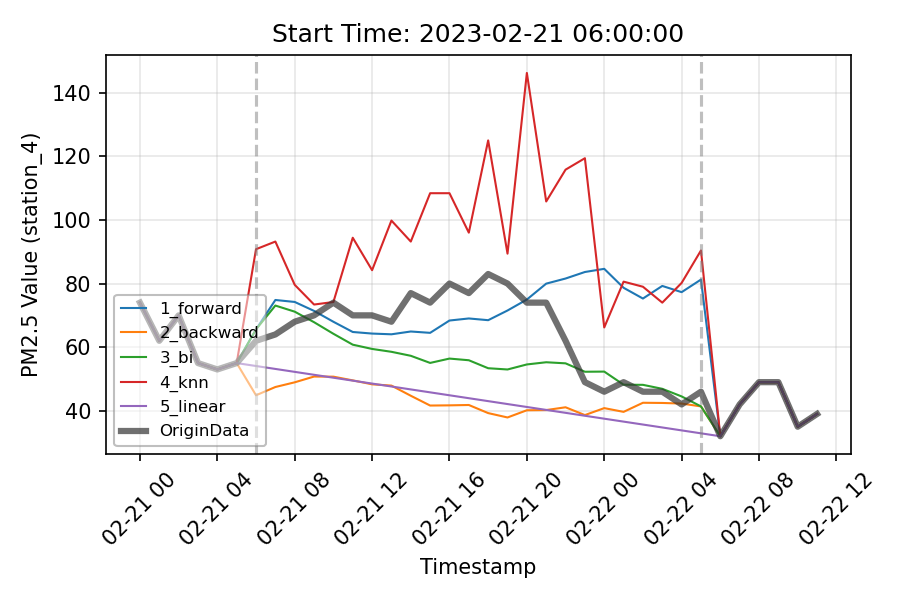 Start Time: 2023-02-21 06:00:00
PM2.5 Value (station_4)
140
120
100
80
60
40
1_forward
2_backward
3_bi
4_knn
5_linear
OriginData
02-21 00
02-21 04
02-21 08
02-21 12
02-21 16
02-21 20
02-22 00
02-22 04
02-22 08
02-22 12
Timestamp